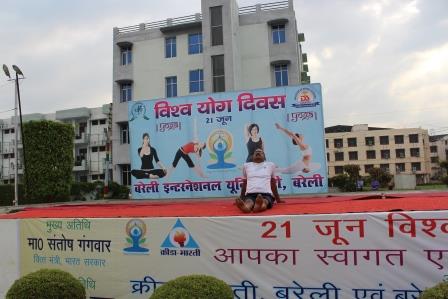 विश्व योग दिवस
21 जून
बरेली इन्टरनेशनल यूनि , बरेली
मुख्य अतिथि
मा0 संतोष गंगवार
वित्त मंत्री, भारत सरकार
क्रीडा-भारती
21 जून विश्व
आपका स्वागत
बरेली एवं बरे